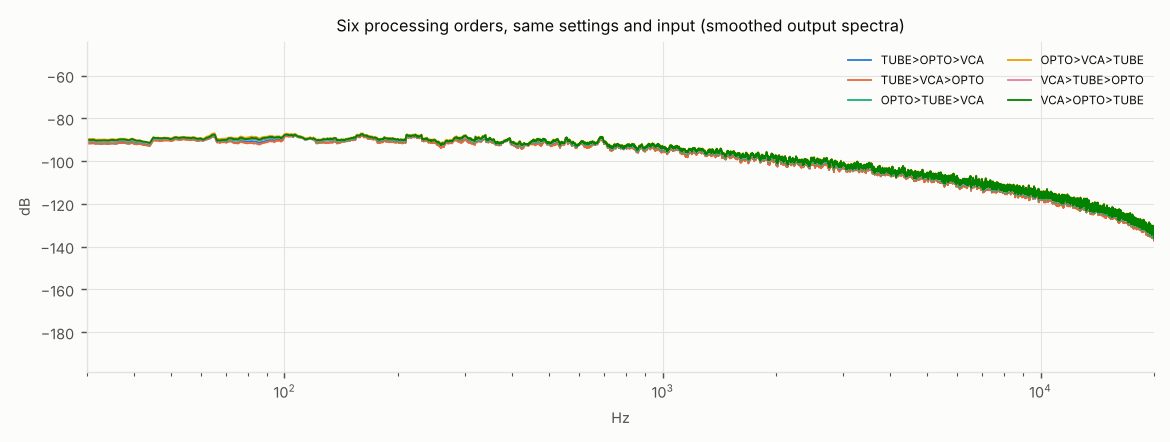 Six processing orders, same settings and input (smoothed output spectra)
TUBE>OPTO>VCA OPTO>VCA>TUBE
TUBE>VCA>OPTO VCA>TUBE>OPTO
OPTO>TUBE>VCA VCA>OPTO>TUBE
−60
−80
−100
−120
−140
−160
−180
dB
10² 10³ 10⁴
Hz